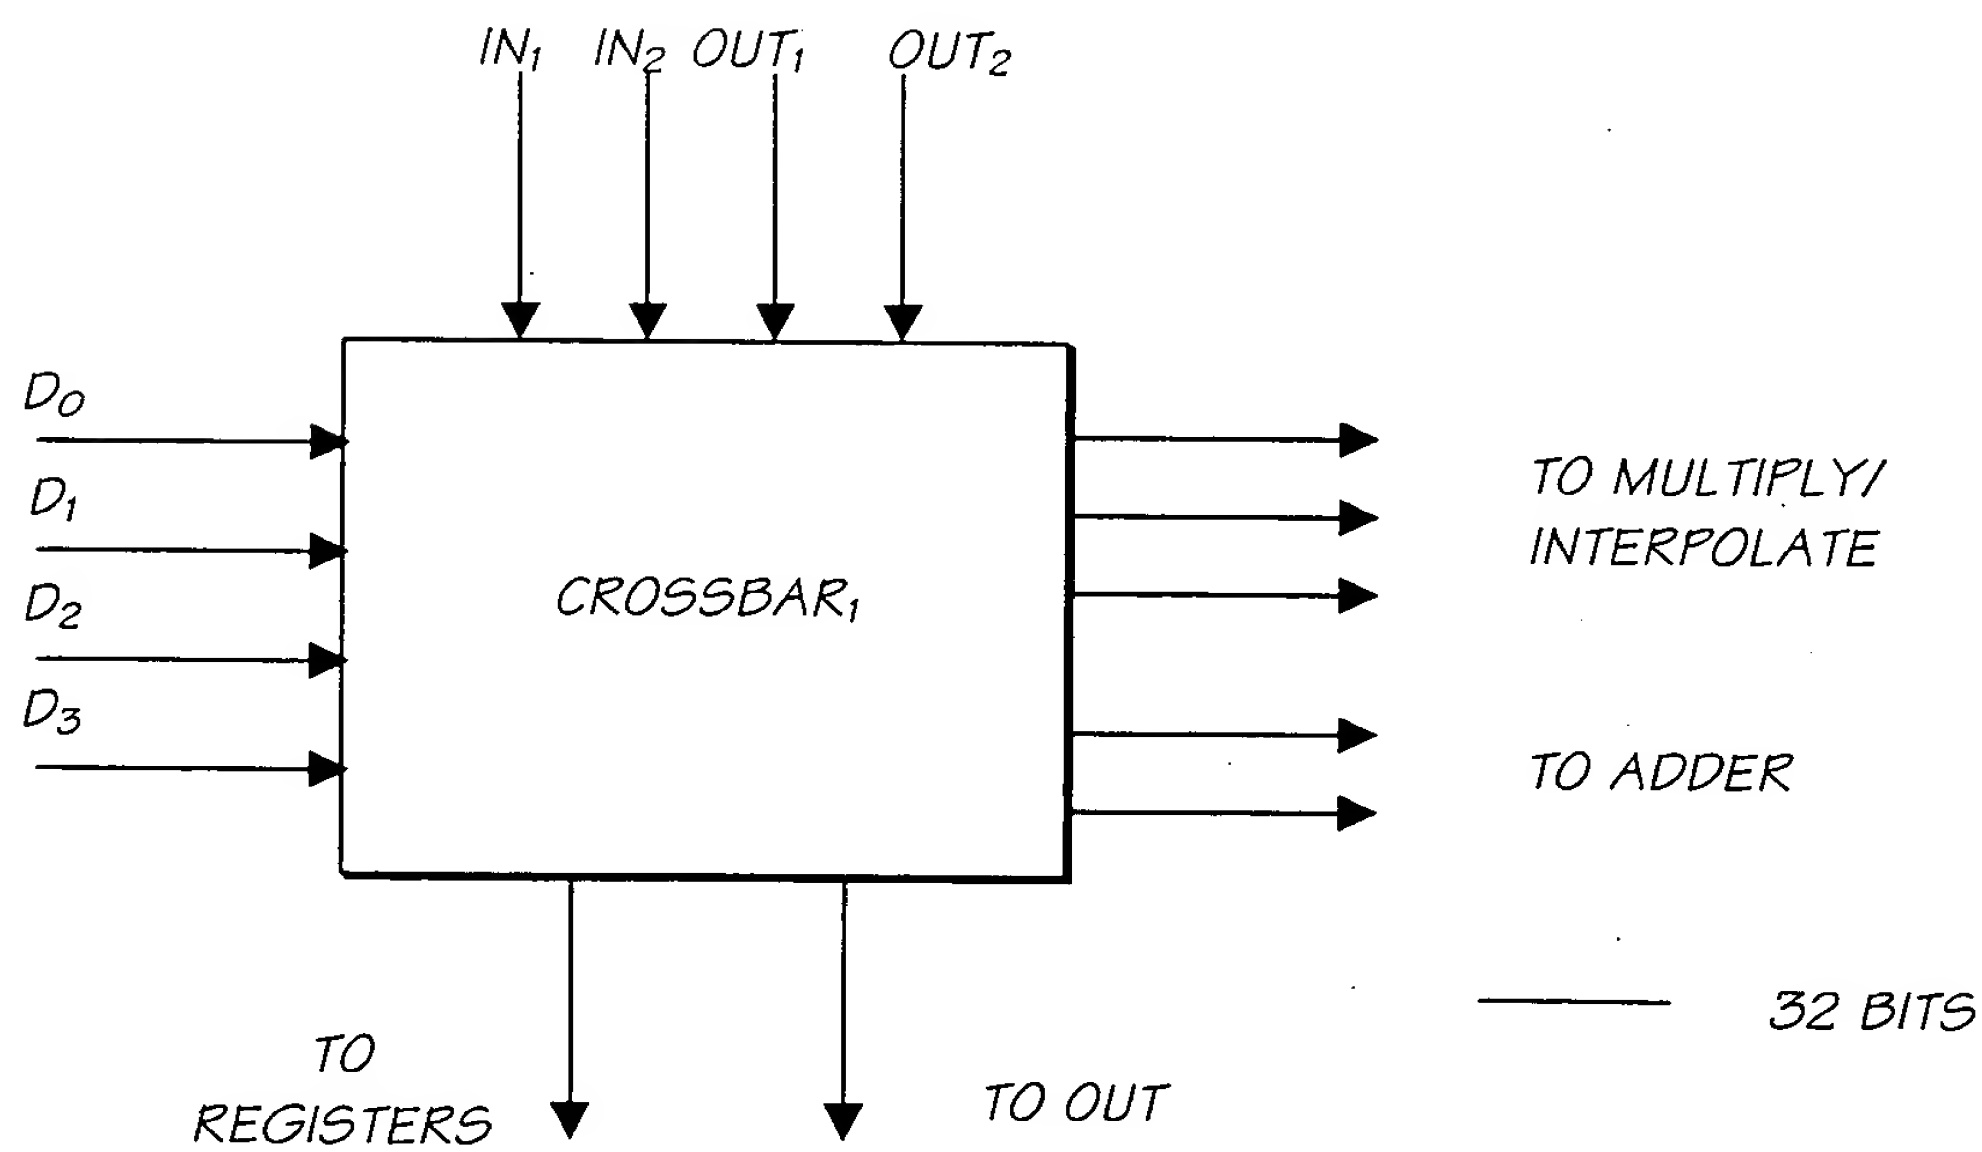 IN₁ IN₂ OUT₁ OUT₂
D₀
D₁
D₂
D₃
CROSSBAR₁
TO MULTIPLY/
INTERPOLATE
TO ADDER
32 BITS
TO
REGISTERS
TO OUT